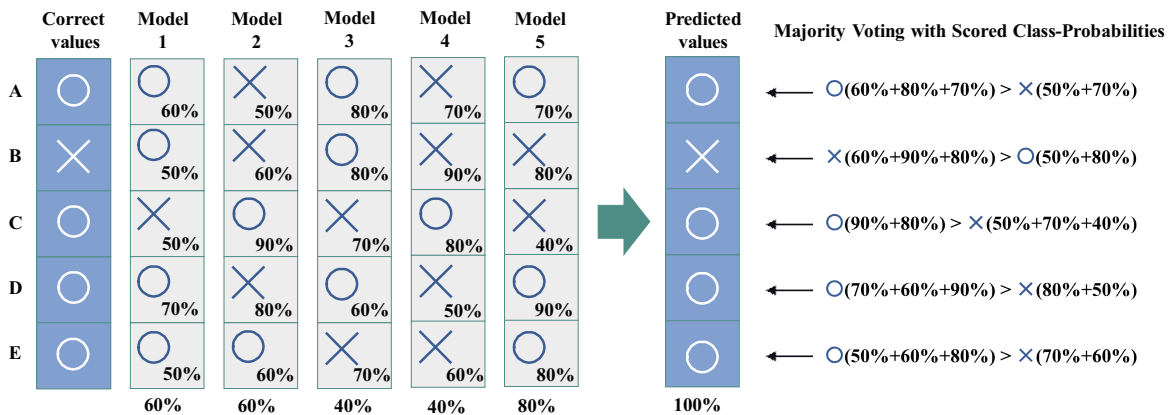 Correct values
Model 1
Model 2
Model 3
Model 4
Model 5
Predicted values
Majority Voting with Scored Class-Probabilities
A
60%
50%
80%
70%
70%
○(60%+80%+70%) > ×(50%+70%)
B
50%
60%
80%
90%
80%
×(60%+90%+80%) > ○(50%+80%)
C
50%
90%
70%
80%
40%
○(90%+80%) > ×(50%+70%+40%)
D
70%
80%
60%
50%
90%
○(70%+60%+90%) > ×(80%+50%)
E
50%
60%
70%
60%
80%
○(50%+60%+80%) > ×(70%+60%)
60%
60%
40%
40%
80%
100%